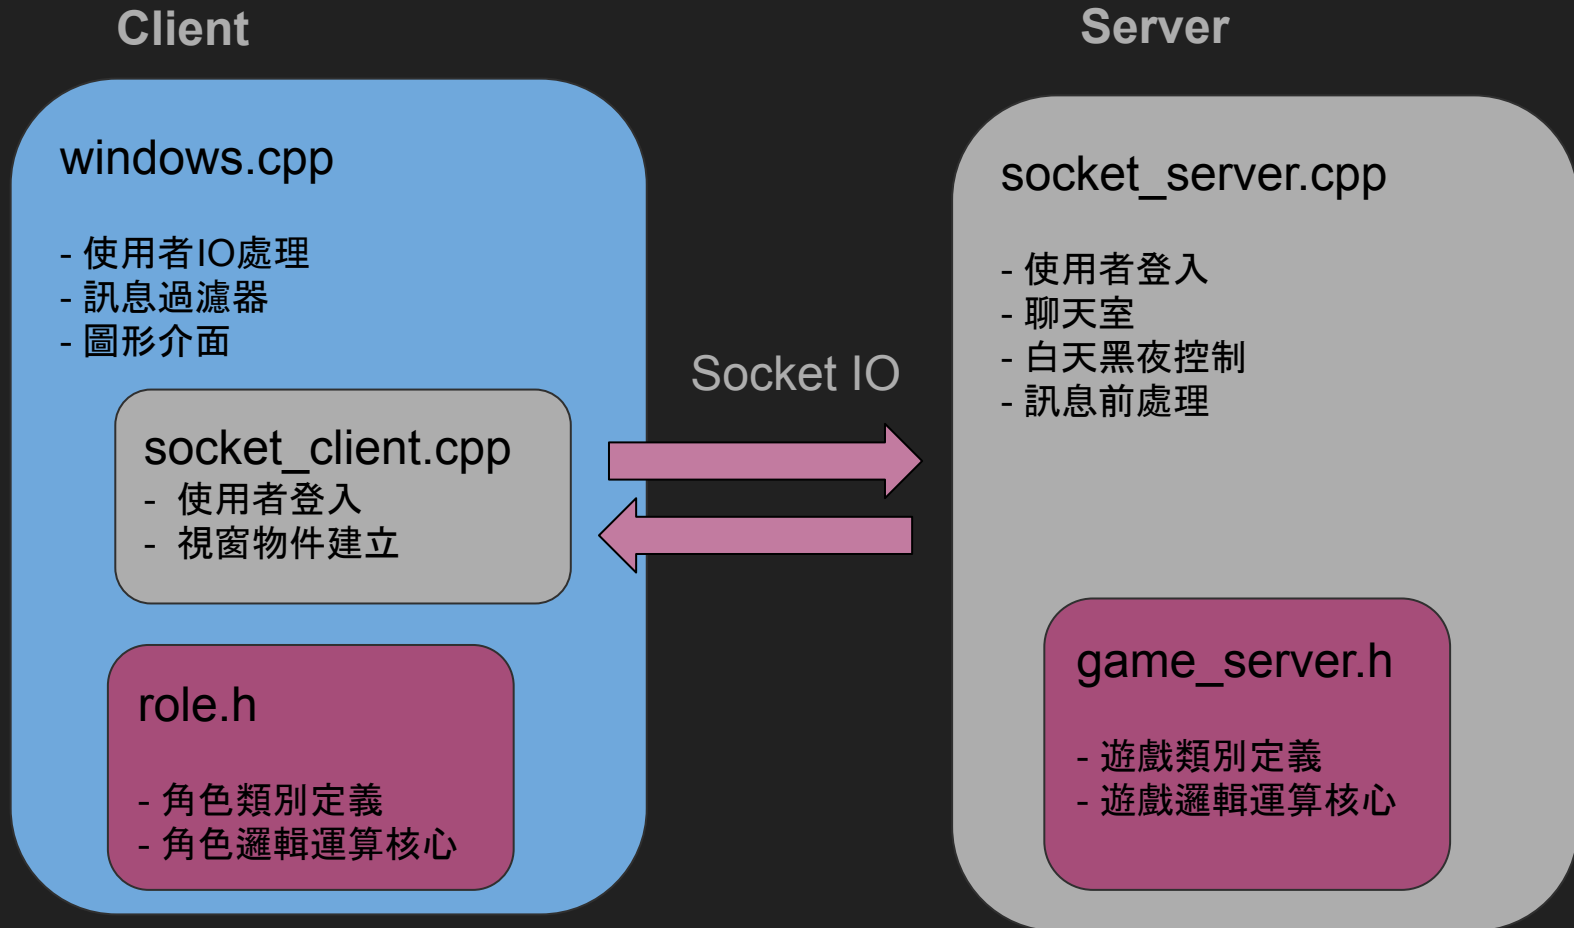 Client
windows.cpp
- 使用者IO處理
- 訊息過濾器
- 圖形介面
socket_client.cpp
- 使用者登入
- 視窗物件建立
role.h
- 角色類別定義
- 角色邏輯運算核心
Socket IO
Server
socket_server.cpp
- 使用者登入
- 聊天室
- 白天黑夜控制
- 訊息前處理
game_server.h
- 遊戲類別定義
- 遊戲邏輯運算核心